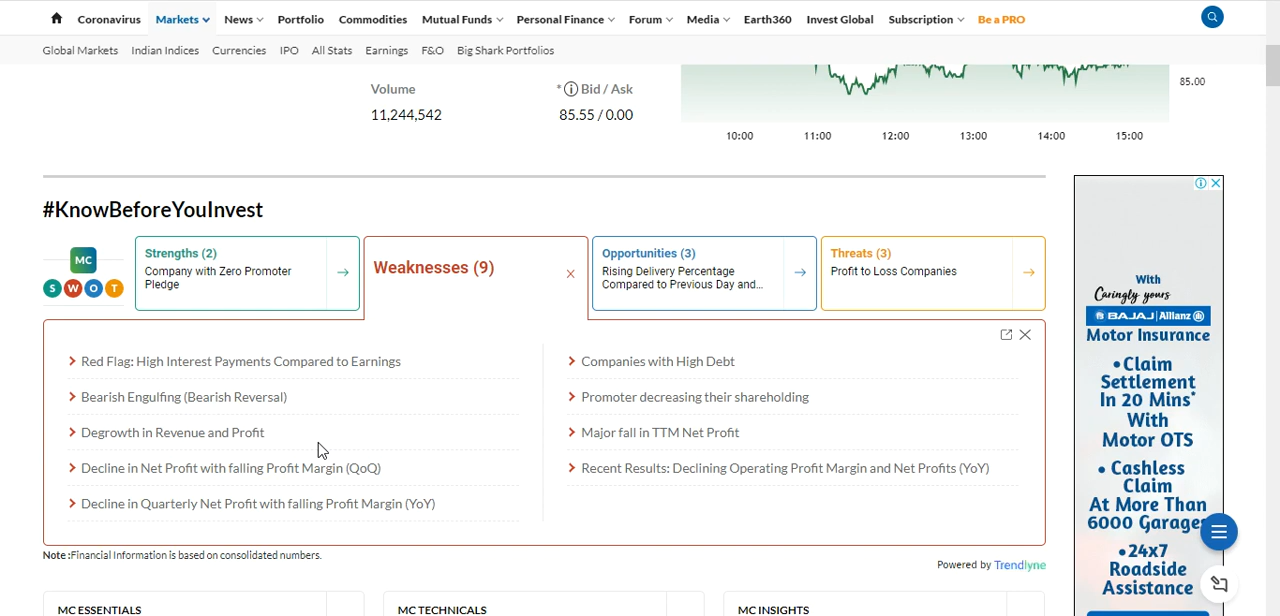 Coronavirus Markets News Portfolio Commodities Mutual Funds Personal Finance Forum Media Earth360 Invest Global Subscription Be a PRO
Global Markets Indian Indices Currencies IPO All Stats Earnings F&O Big Shark Portfolios
Volume
11,244,542
* Bid / Ask
85.55 / 0.00
85.00
10:00 11:00 12:00 13:00 14:00 15:00
#KnowBeforeYouInvest
MC
S W O T
Strengths (2)
Company with Zero Promoter
Pledge
Weaknesses (9)
Opportunities (3)
Rising Delivery Percentage
Compared to Previous Day and...
Threats (3)
Profit to Loss Companies
Red Flag: High Interest Payments Compared to Earnings
Bearish Engulfing (Bearish Reversal)
Degrowth in Revenue and Profit
Decline in Net Profit with falling Profit Margin (QoQ)
Decline in Quarterly Net Profit with falling Profit Margin (YoY)
Companies with High Debt
Promoter decreasing their shareholding
Major fall in TTM Net Profit
Recent Results: Declining Operating Profit Margin and Net Profits (YoY)
Note :Financial Information is based on consolidated numbers.
Powered by Trendlyne
MC ESSENTIALS
MC TECHNICALS
MC INSIGHTS
With
Caringly yours
BAJAJ | Allianz
Motor Insurance
•Claim
Settlement
In 20 Mins*
With
Motor OTS
• Cashless
Claim
At More Than
6000 Garages
•24x7
Roadside
Assistance